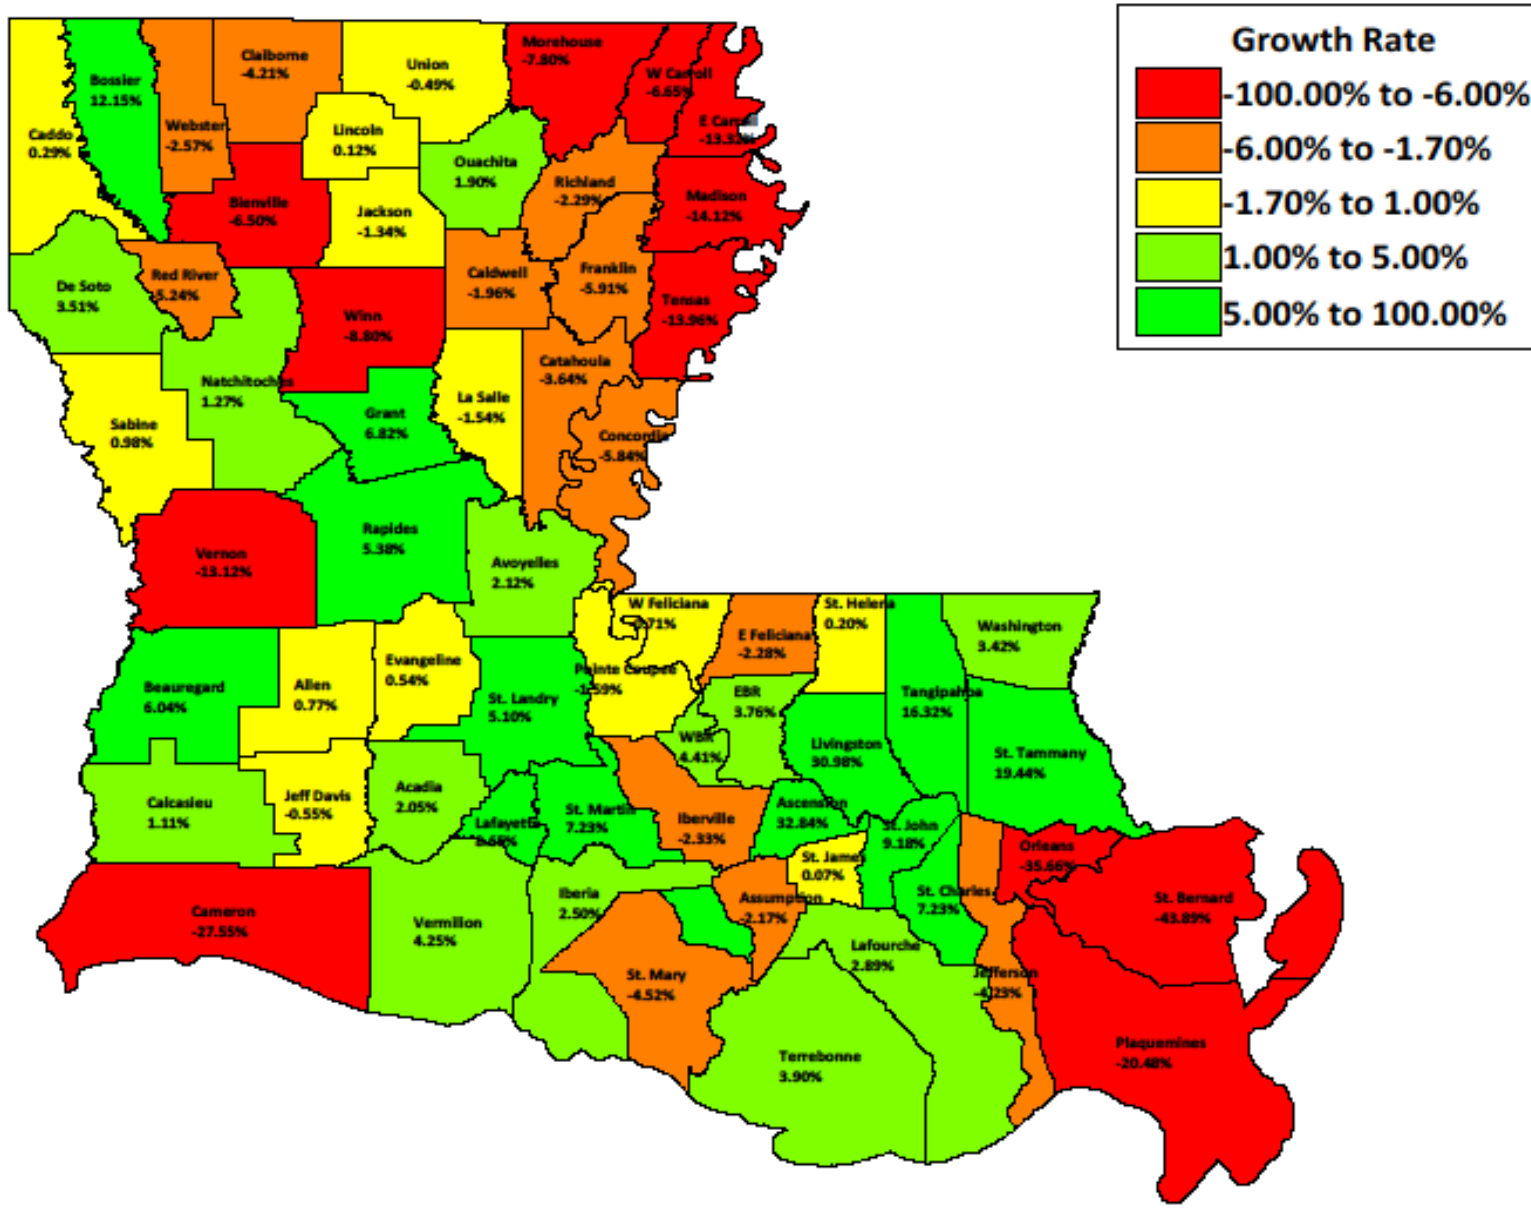 Growth Rate
-100.00% to -6.00%
-6.00% to -1.70%
-1.70% to 1.00%
1.00% to 5.00%
5.00% to 100.00%
Caddo
0.29%
Bossier
12.15%
Webster
-2.57%
Claiborne
-4.21%
Union
-0.49%
Lincoln
0.12%
Morehouse
-7.80%
W Carroll
-6.65%
E Carroll
-13.32%
Ouachita
1.90%
Richland
-2.29%
Madison
-14.12%
Bienville
-6.50%
Jackson
-1.34%
De Soto
3.51%
Red River
-5.24%
Caldwell
-1.96%
Franklin
-5.91%
Tensas
-13.96%
Winn
-8.80%
Natchitoches
1.27%
Sabine
0.98%
Grant
6.82%
La Salle
-1.54%
Catahoula
-3.64%
Concordia
-5.84%
Vernon
-13.12%
Rapides
5.38%
Avoyelles
2.12%
W Feliciana
-0.71%
E Feliciana
-2.28%
St. Helena
0.20%
Washington
3.42%
Beauregard
6.04%
Allen
0.77%
Evangeline
0.54%
St. Landry
5.10%
Pointe Coupee
-1.59%
EBR
3.76%
WBR
4.41%
Livingston
30.98%
Tangipahoa
16.32%
St. Tammany
19.44%
Calcasieu
1.11%
Jeff Davis
-0.55%
Acadia
2.05%
Lafayette
St. Martin
7.23%
Iberville
-2.33%
Ascension
32.84%
St. John
9.18%
St. James
0.07%
Orleans
-35.66%
St. Bernard
-43.89%
Cameron
-27.55%
Vermilion
4.25%
Iberia
2.50%
Assumption
-2.17%
St. Charles
7.23%
Lafourche
2.89%
Jefferson
-4.23%
St. Mary
-4.52%
Terrebonne
3.90%
Plaquemines
-20.48%